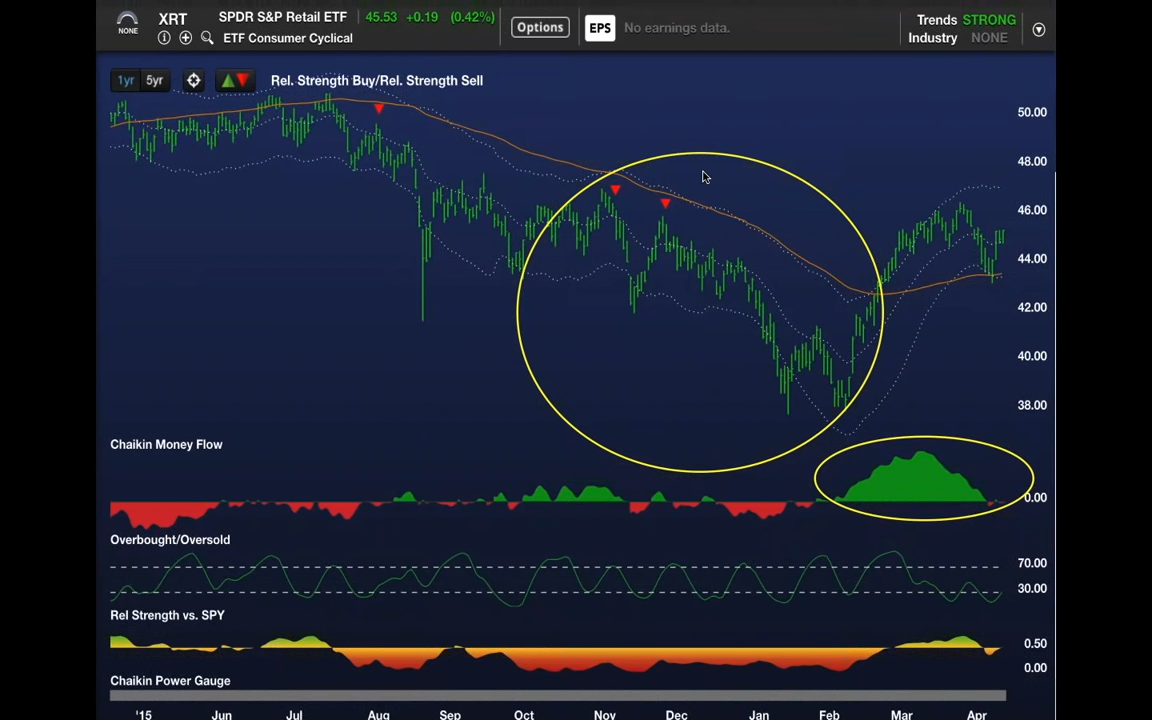 NONE
XRT
SPDR S&P Retail ETF 45.53 +0.19 (0.42%)
ETF Consumer Cyclical
Options
EPS No earnings data.
Trends STRONG
Industry NONE
1yr 5yr
Rel. Strength Buy/Rel. Strength Sell
50.00
48.00
46.00
44.00
42.00
40.00
38.00
Chaikin Money Flow
0.00
Overbought/Oversold
70.00
30.00
Rel Strength vs. SPY
0.50
0.00
Chaikin Power Gauge
'15 Jun Jul Aug Sep Oct Nov Dec Jan Feb Mar Apr